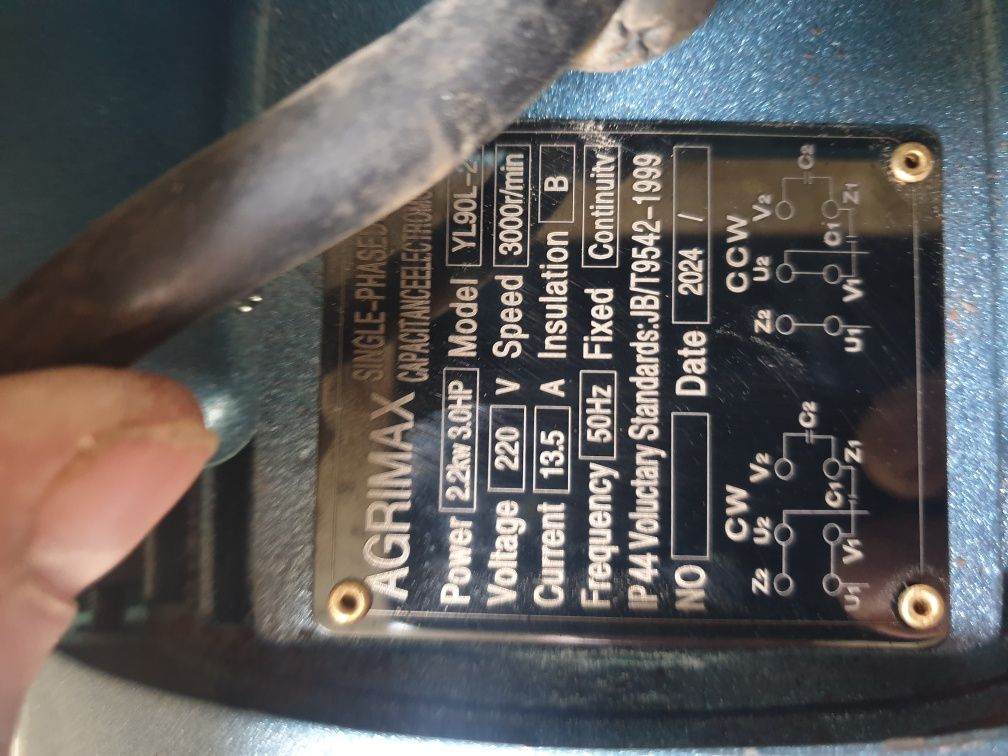 AGRIMAX SINGLE-PHASED
Power 2.2kw 3.0HP Model YL90L-2
Voltage 220 V Speed 3000r/min
Current 13.5 A Insulation B
Frequency 50Hz Fixed Continuity
IP44 Voluctary Standards:JB/T9542-1999
NO Date 2024 /
CW CCW
Z2 U2 V2 C2 Z2 U2 V2 C2
U1 V1 C1 Z1 U1 V1 C1 Z1